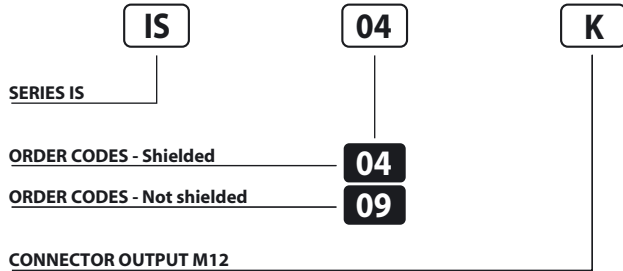 IS 04 K
SERIES IS
ORDER CODES - Shielded 04
ORDER CODES - Not shielded 09
CONNECTOR OUTPUT M12